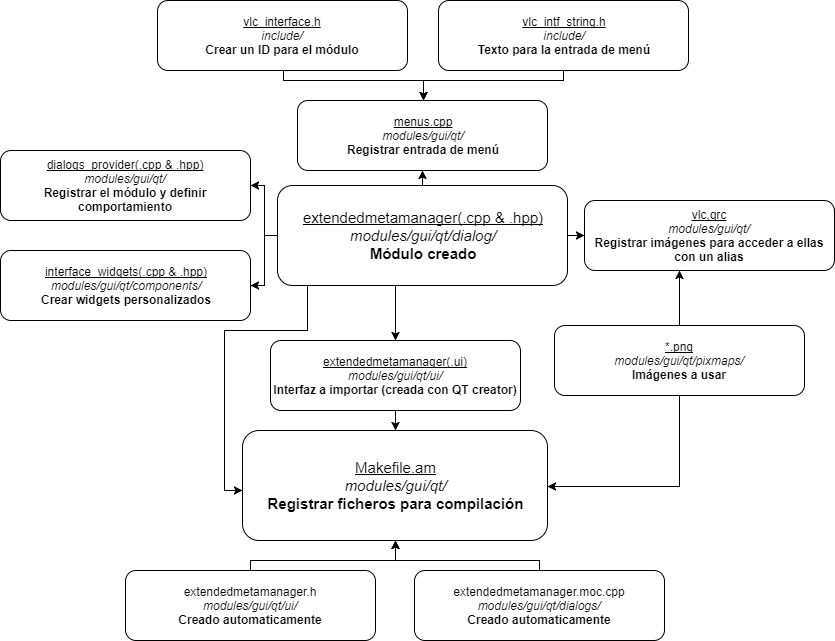 vlc_interface.h
include/
Crear un ID para el módulo
vlc_intf_string.h
include/
Texto para la entrada de menú
menus.cpp
modules/gui/qt/
Registrar entrada de menú
dialogs_provider(.cpp & .hpp)
modules/gui/qt/
Registrar el módulo y definir
comportamiento
extendedmetamanager(.cpp & .hpp)
modules/gui/qt/dialog/
Módulo creado
vlc.qrc
modules/gui/qt/
Registrar imágenes para acceder a ellas
con un alias
interface_widgets(.cpp & .hpp)
modules/gui/qt/components/
Crear widgets personalizados
extendedmetamanager(.ui)
modules/gui/qt/ui/
Interfaz a importar (creada con QT creator)
*.png
modules/gui/qt/pixmaps/
Imágenes a usar
Makefile.am
modules/gui/qt/
Registrar ficheros para compilación
extendedmetamanager.h
modules/gui/qt/ui/
Creado automaticamente
extendedmetamanager.moc.cpp
modules/gui/qt/dialogs/
Creado automaticamente